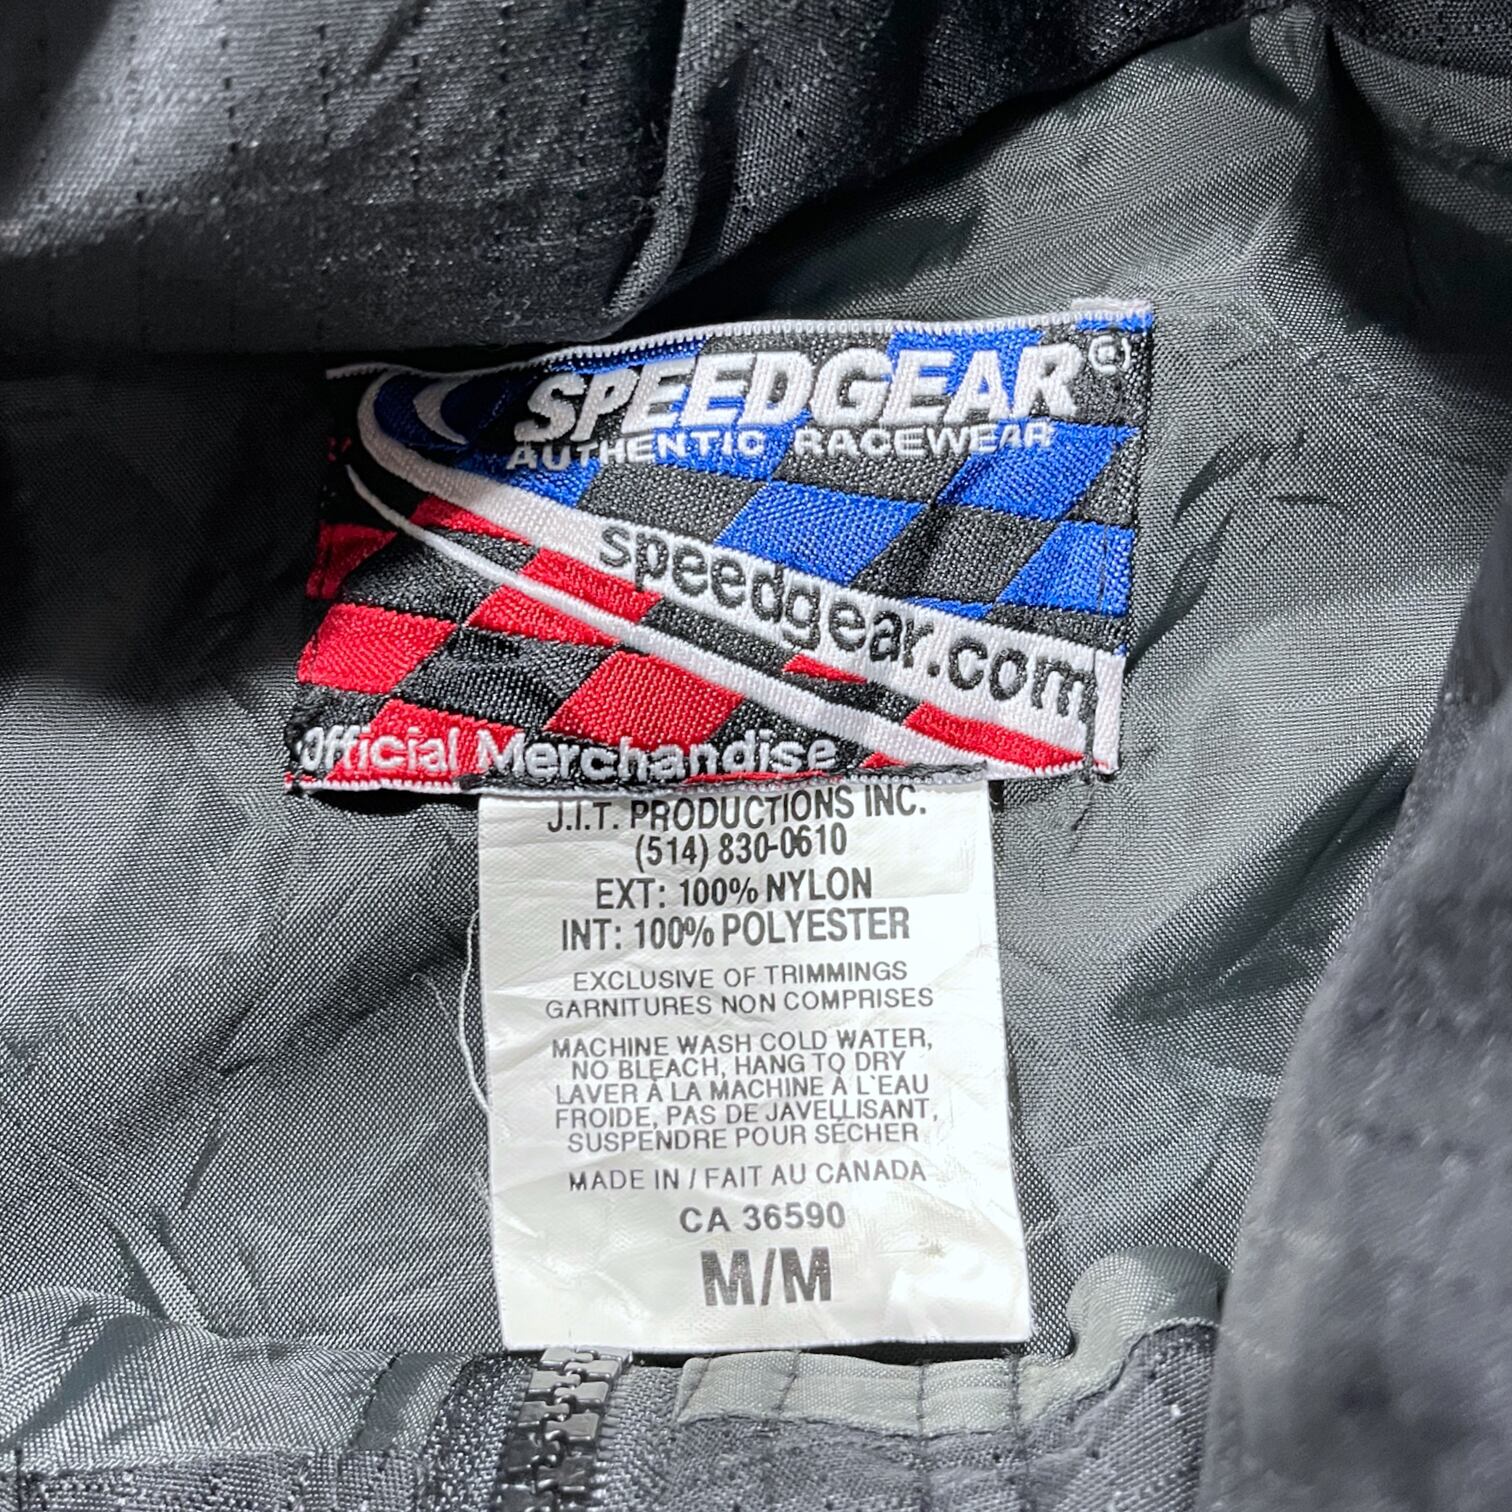 SPEEDGEAR®
AUTHENTIC RACEWEAR
speedgear.com
Official Merchandise
J.I.T. PRODUCTIONS INC.
(514) 830-0610
EXT: 100% NYLON
INT: 100% POLYESTER
EXCLUSIVE OF TRIMMINGS
GARNITURES NON COMPRISES
MACHINE WASH COLD WATER,
NO BLEACH, HANG TO DRY
LAVER À LA MACHINE À L'EAU
FROIDE, PAS DE JAVELLISANT,
SUSPENDRE POUR SÉCHER
MADE IN / FAIT AU CANADA
CA 36590
M/M